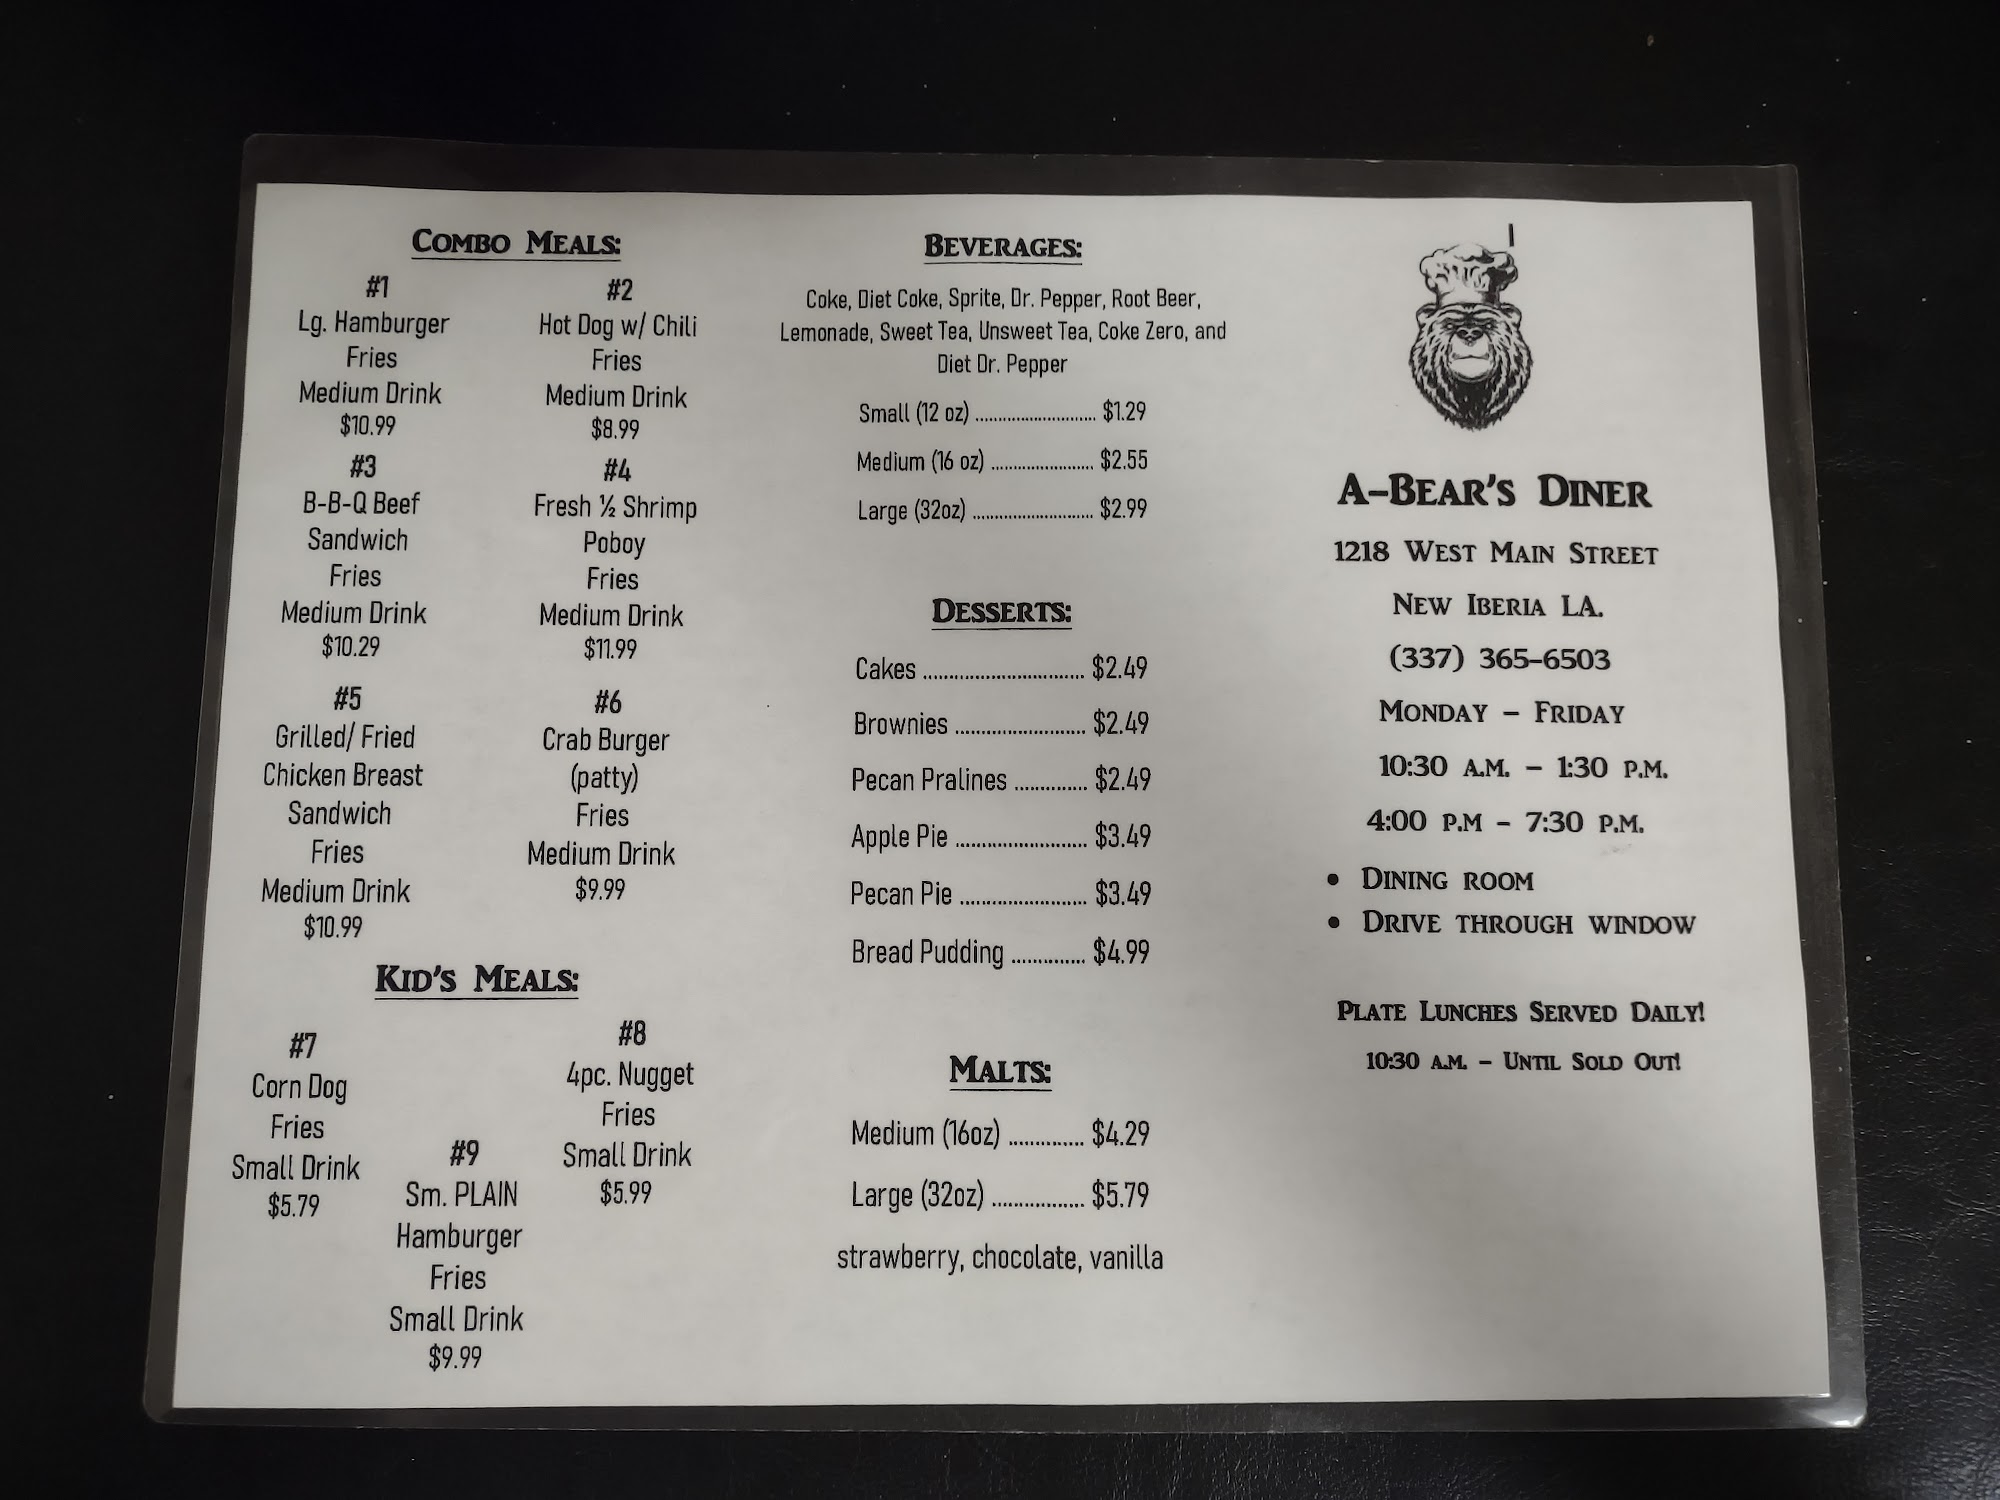 COMBO MEALS:
#1
Lg. Hamburger
Fries
Medium Drink
$10.99
#2
Hot Dog w/ Chili
Fries
Medium Drink
$8.99
#3
B-B-Q Beef
Sandwich
Fries
Medium Drink
$10.29
#4
Fresh ½ Shrimp
Poboy
Fries
Medium Drink
$11.99
#5
Grilled/ Fried
Chicken Breast
Sandwich
Fries
Medium Drink
$10.99
#6
Crab Burger
(patty)
Fries
Medium Drink
$9.99
KID'S MEALS:
#7
Corn Dog
Fries
Small Drink
$5.79
#8
4pc. Nugget
Fries
Small Drink
$5.99
#9
Sm. PLAIN
Hamburger
Fries
Small Drink
$9.99
BEVERAGES:
Coke, Diet Coke, Sprite, Dr. Pepper, Root Beer,
Lemonade, Sweet Tea, Unsweet Tea, Coke Zero, and
Diet Dr. Pepper
Small (12 oz) ........................... $1.29
Medium (16 oz) ....................... $2.55
Large (32oz) ........................... $2.99
DESSERTS:
Cakes ............................... $2.49
Brownies ......................... $2.49
Pecan Pralines .............. $2.49
Apple Pie ......................... $3.49
Pecan Pie ........................ $3.49
Bread Pudding .............. $4.99
MALTS:
Medium (16oz) .............. $4.29
Large (32oz) ................. $5.79
strawberry, chocolate, vanilla
A-BEAR'S DINER
1218 WEST MAIN STREET
NEW IBERIA LA.
(337) 365-6503
MONDAY – FRIDAY
10:30 A.M. – 1:30 P.M.
4:00 P.M – 7:30 P.M.
• DINING ROOM
• DRIVE THROUGH WINDOW
PLATE LUNCHES SERVED DAILY!
10:30 A.M. – UNTIL SOLD OUT!